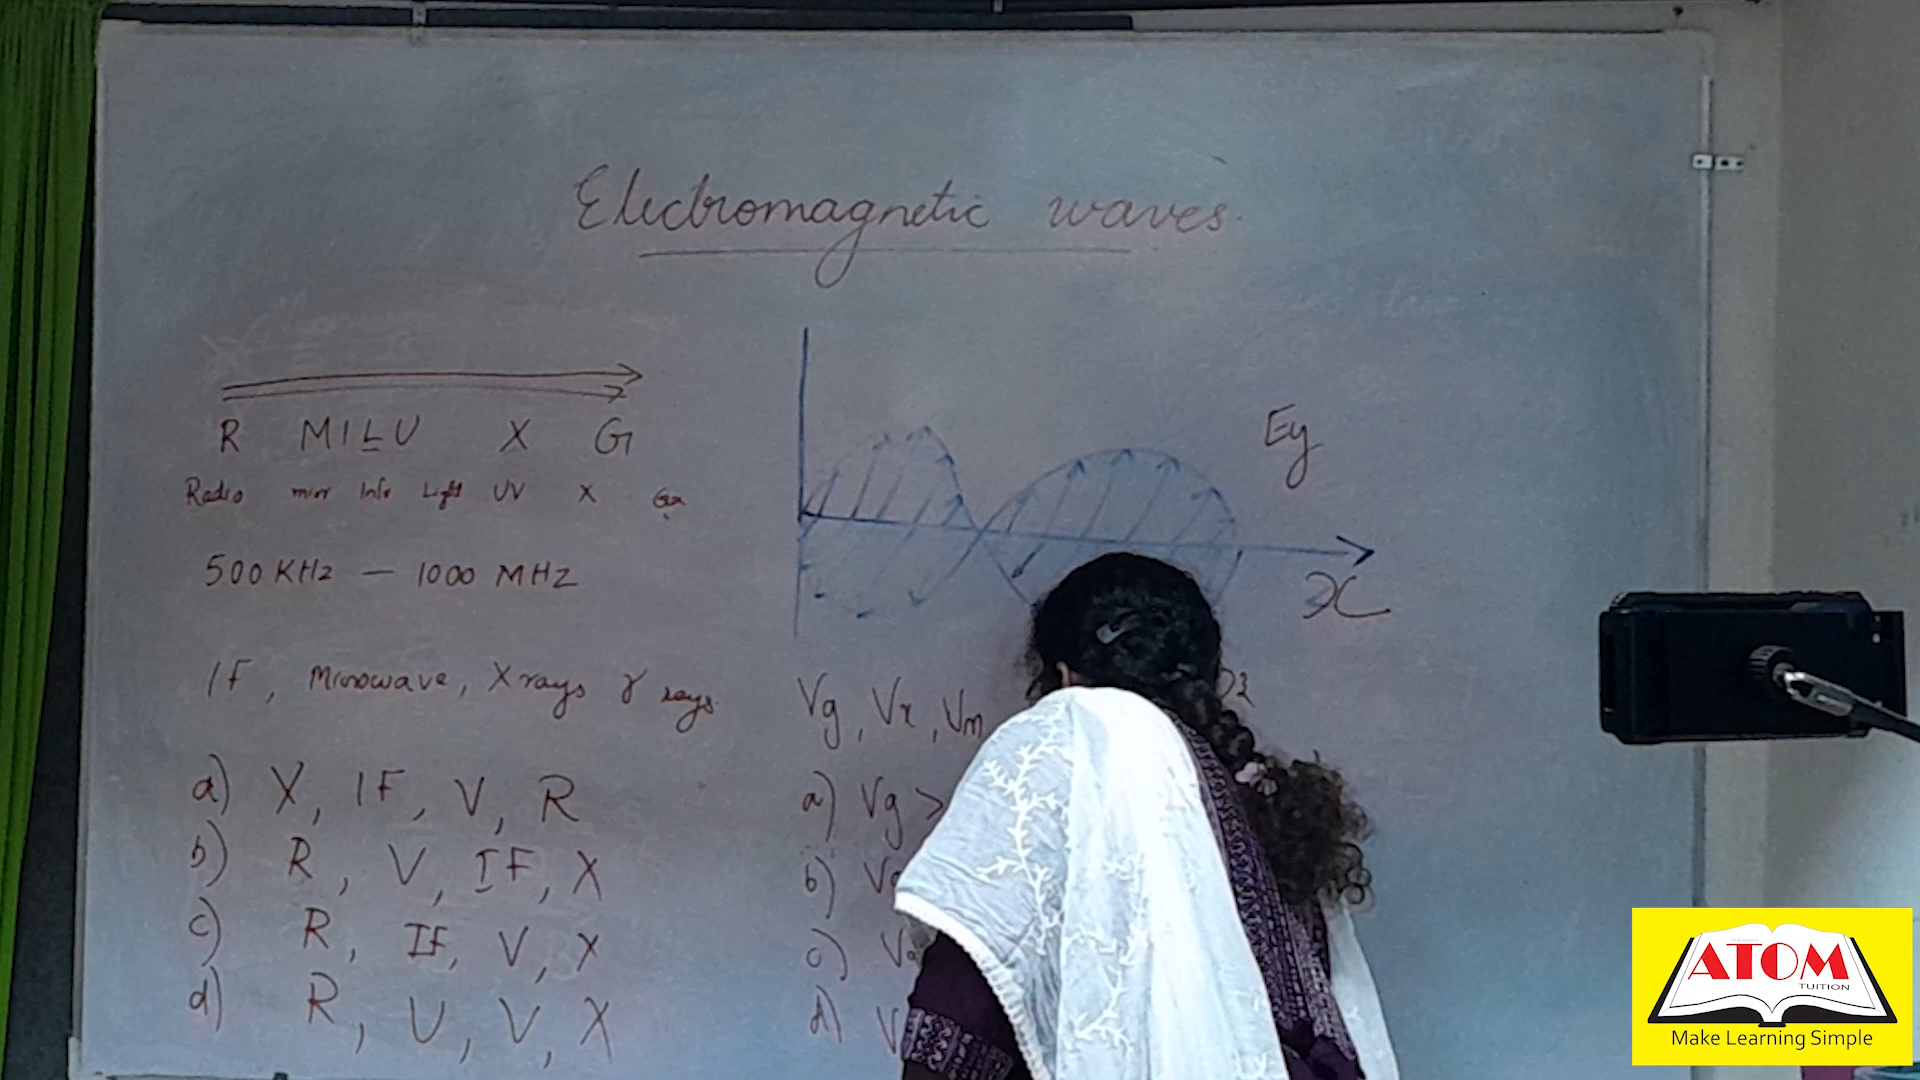 Electromagnetic waves.
R MILU X G
Radio micr Infr Light UV X
500 KHz — 1000 MHZ
IF, Microwave, X rays γ rays.
a) X, IF, V, R
b) R, V, IF, X
c) R, IF, V, X
d) R, U, V, X
Ey
x
Vg, Vx, Vm
a) Vg >
b) V
c) V
d) V
ATOM
TUITION
Make Learning Simple